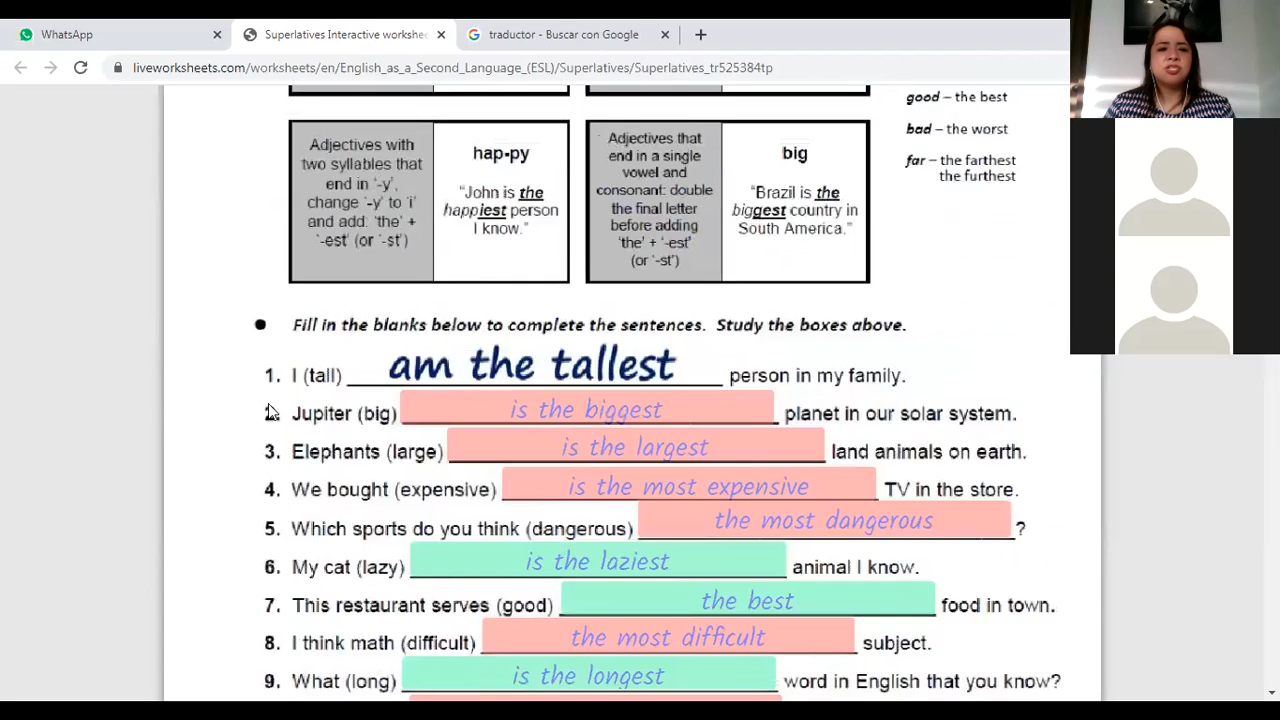 WhatsApp
Superlatives Interactive workshe
traductor - Buscar con Google
liveworksheets.com/worksheets/en/English_as_a_Second_Language_(ESL)/Superlatives/Superlatives_tr525384tp
good – the best
bad – the worst
far – the farthest
the furthest
Adjectives with
two syllables that
end in '-y',
change '-y' to 'i'
and add: 'the' +
'-est' (or '-st')
hap-py
"John is the
happiest person
I know."
Adjectives that
end in a single
vowel and
consonant: double
the final letter
before adding
'the' + '-est'
(or '-st')
big
"Brazil is the
biggest country in
South America."
Fill in the blanks below to complete the sentences. Study the boxes above.
1. I (tall) am the tallest person in my family.
2. Jupiter (big) is the biggest planet in our solar system.
3. Elephants (large) is the largest land animals on earth.
4. We bought (expensive) is the most expensive TV in the store.
5. Which sports do you think (dangerous) the most dangerous ?
6. My cat (lazy) is the laziest animal I know.
7. This restaurant serves (good) the best food in town.
8. I think math (difficult) the most difficult subject.
9. What (long) is the longest word in English that you know?